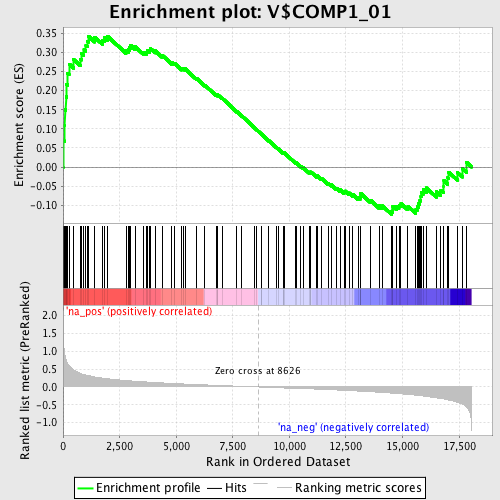 Enrichment plot: V$COMP1_01
Enrichment score (ES)
0.35
0.30
0.25
0.20
0.15
0.10
0.05
0.00
-0.05
-0.10
'na_pos' (positively correlated)
Ranked list metric (PreRanked)
2.0
1.5
1.0
0.5
0.0
-0.5
-1.0
Zero cross at 8626
'na_neg' (negatively correlated)
0 2,500 5,000 7,500 10,000 12,500 15,000 17,500
Rank in Ordered Dataset
Enrichment profile Hits Ranking metric scores